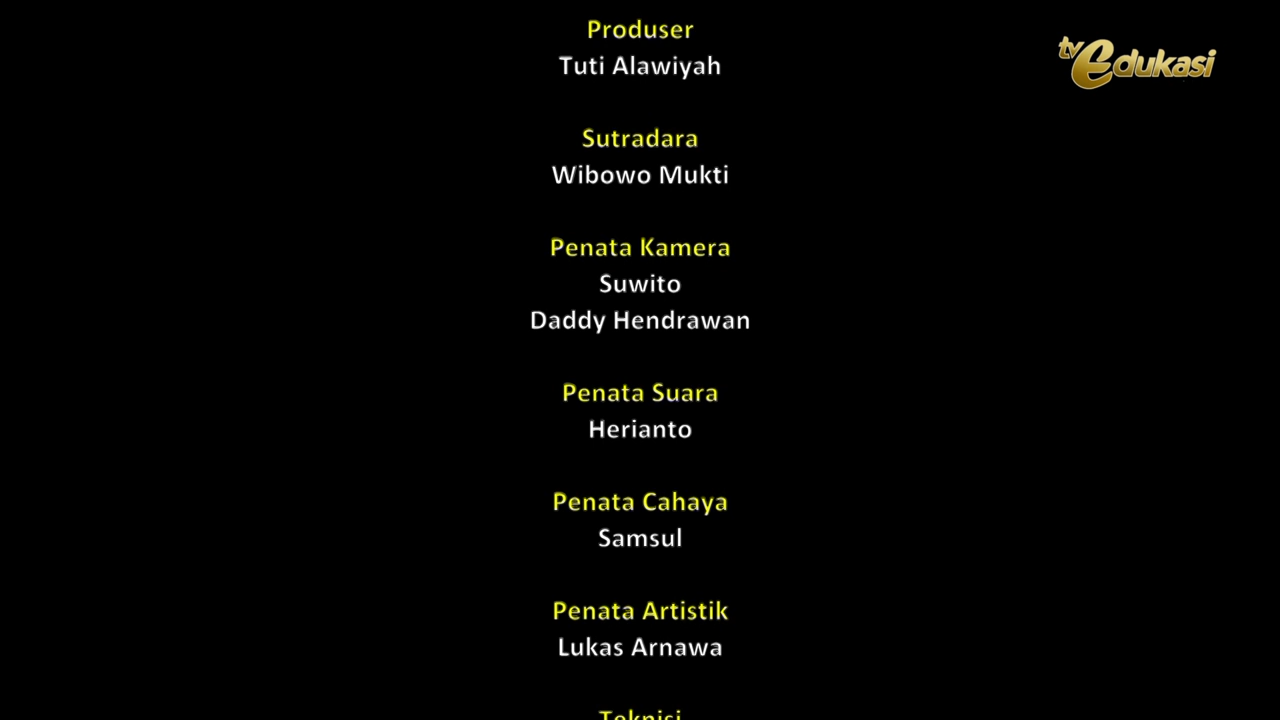 Produser
Tuti Alawiyah
tv edukasi
Sutradara
Wibowo Mukti
Penata Kamera
Suwito
Daddy Hendrawan
Penata Suara
Herianto
Penata Cahaya
Samsul
Penata Artistik
Lukas Arnawa
Teknisi